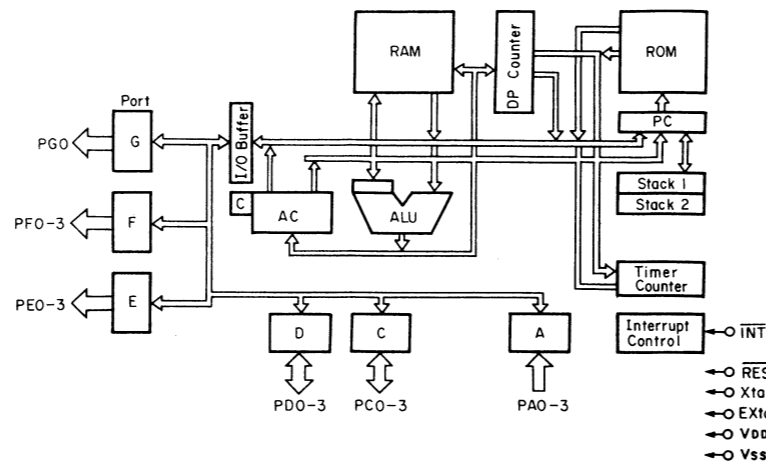 RAM
DP Counter
ROM
Port
PC
PG0
G
I/O Buffer
Stack 1
Stack 2
C
AC
ALU
PF0-3
F
Timer
Counter
PE0-3
E
Interrupt
Control
INT
D
C
A
RES
Xta
EXta
VDD
VSS
PD0-3
PC0-3
PA0-3